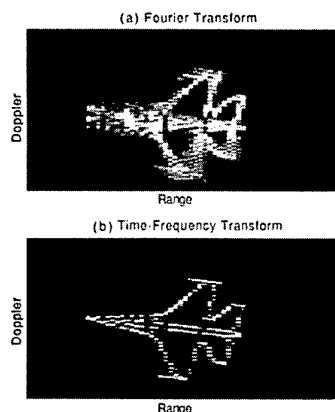 (a) Fourier Transform
Doppler
Range
(b) Time-Frequency Transform
Doppler
Range